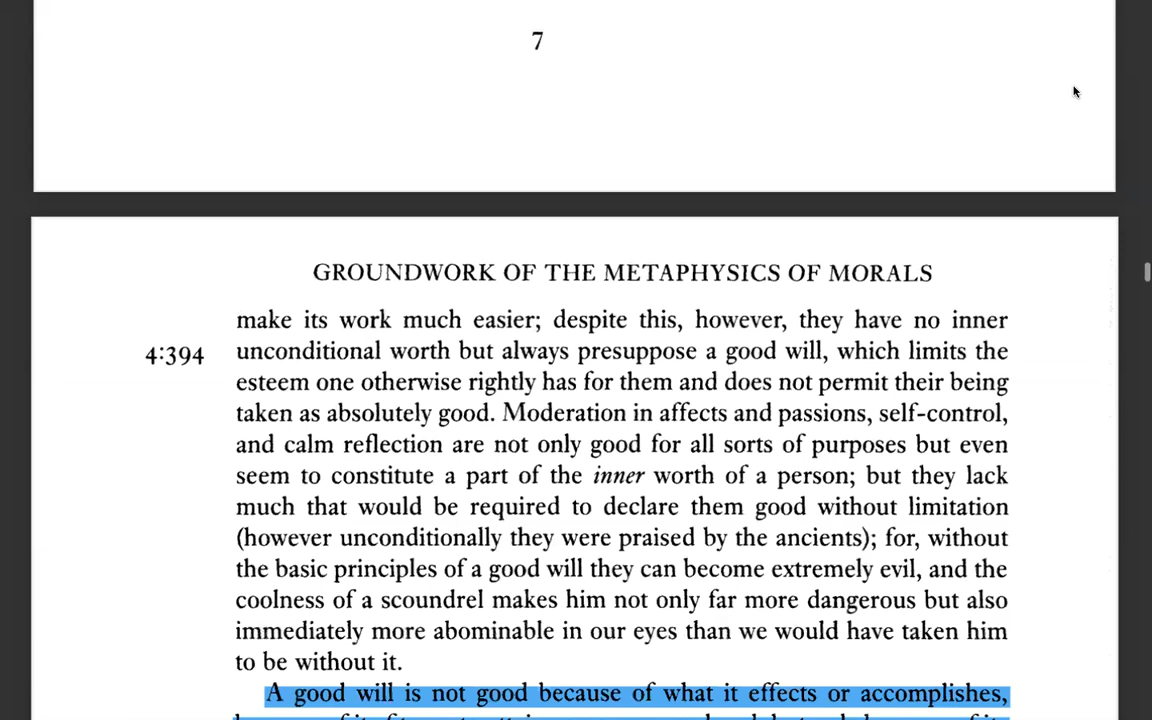 7
GROUNDWORK OF THE METAPHYSICS OF MORALS
make its work much easier; despite this, however, they have no inner
4:394 unconditional worth but always presuppose a good will, which limits the
esteem one otherwise rightly has for them and does not permit their being
taken as absolutely good. Moderation in affects and passions, self-control,
and calm reflection are not only good for all sorts of purposes but even
seem to constitute a part of the inner worth of a person; but they lack
much that would be required to declare them good without limitation
(however unconditionally they were praised by the ancients); for, without
the basic principles of a good will they can become extremely evil, and the
coolness of a scoundrel makes him not only far more dangerous but also
immediately more abominable in our eyes than we would have taken him
to be without it.
A good will is not good because of what it effects or accomplishes,